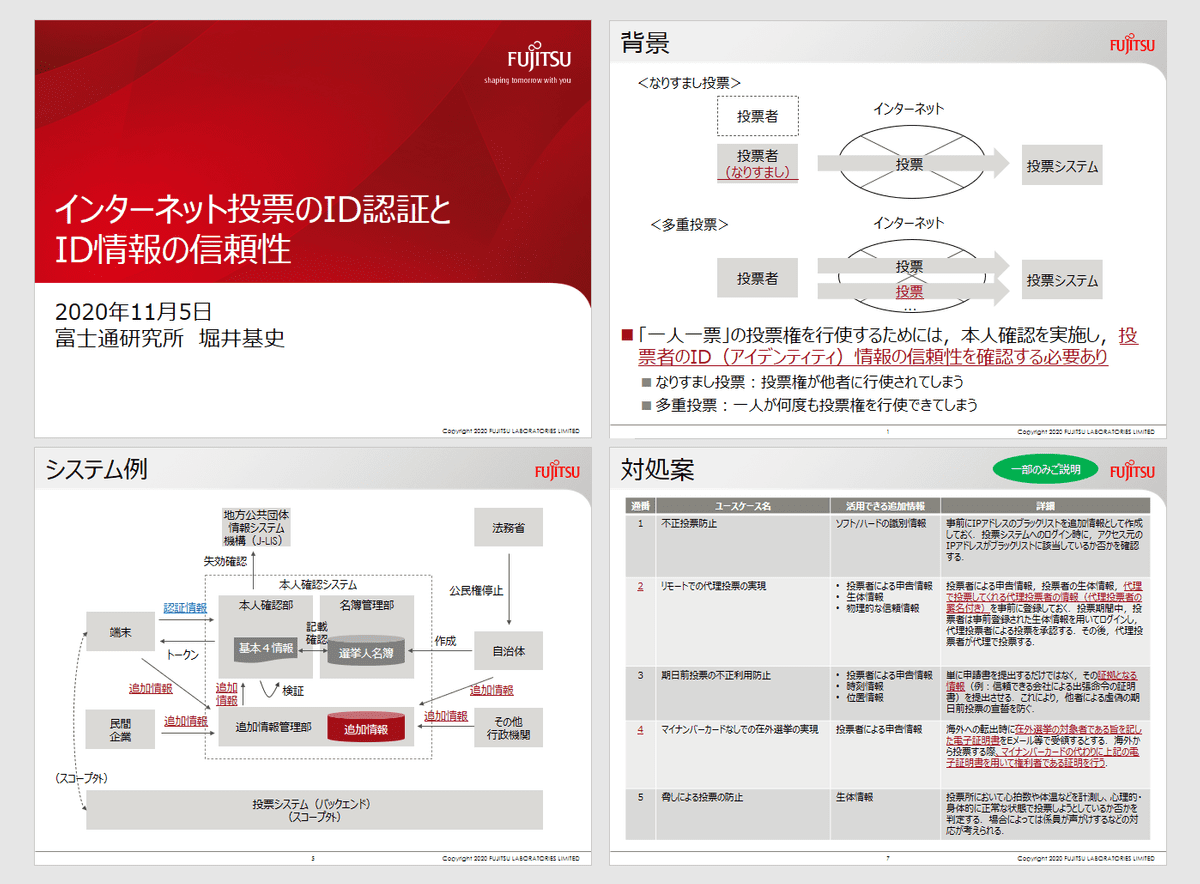 FUJITSU
shaping tomorrow with you
インターネット投票のID認証と
ID情報の信頼性
2020年11月5日
富士通研究所 堀井基史
Copyright 2020 FUJITSU LABORATORIES LIMITED
背景
FUJITSU
＜なりすまし投票＞
投票者
インターネット
投票者
（なりすまし）
投票
投票システム
＜多重投票＞
インターネット
投票者
投票
投票
…
投票システム
■「一人一票」の投票権を行使するためには，本人確認を実施し，投
票者のID（アイデンティティ）情報の信頼性を確認する必要あり
■なりすまし投票：投票権が他者に行使されてしまう
■多重投票：一人が何度も投票権を行使できてしまう
1
Copyright 2020 FUJITSU LABORATORIES LIMITED
システム例
FUJITSU
地方公共団体
情報システム
機構（J-LIS）
法務省
失効確認
本人確認システム
公民権停止
認証情報
本人確認部
名簿管理部
端末
基本４情報
記載
確認
選挙人名簿
作成
自治体
トークン
追加情報
追加
情報
検証
追加情報
民間
企業
追加情報
追加情報管理部
追加情報
追加情報
その他
行政機関
（スコープ外）
投票システム（バックエンド）
（スコープ外）
5
Copyright 2020 FUJITSU LABORATORIES LIMITED
対処案
一部のみご説明
FUJITSU
通番 ユースケース名 活用できる追加情報 詳細
1 不正投票防止 ソフト/ハードの識別情報 事前にIPアドレスのブラックリストを追加情報として作成
しておく．投票システムへのログイン時に，アクセス元の
IPアドレスがブラックリストに該当しているか否かを確認
する．
2 リモートでの代理投票の実現
• 投票者による申告情報
• 生体情報
• 物理的な信頼情報
投票者による申告情報，投票者の生体情報，代理
で投票してくれる代理投票者の情報（代理投票者の
署名付き）を事前に登録しておく．投票期間中，投
票者は事前登録された生体情報を用いてログインし，
代理投票者による投票を承認する．その後，代理投
票者が代理で投票する．
3 期日前投票の不正利用防止
• 投票者による申告情報
• 時刻情報
• 位置情報
単に申請書を提出するだけではなく，その証拠となる
情報（例：信頼できる会社による出張命令の証明
書）を提出させる．これにより，他者による虚偽の期
日前投票の宣誓を防ぐ．
4 マイナンバーカードなしでの在外選挙の実現 投票者による申告情報 海外への転出時に在外選挙の対象者である旨を記し
た電子証明書をEメール等で受領するとする．海外か
ら投票する際，マイナンバーカードの代わりに上記の電
子証明書を用いて権利者である証明を行う．
5 脅しによる投票の防止 生体情報 投票所において心拍数や体温などを計測し、心理的・
身体的に正常な状態で投票しようとしているか否かを
判定する．場合によっては係員が声がけするなどの対
応が考えられる．
7
Copyright 2020 FUJITSU LABORATORIES LIMITED